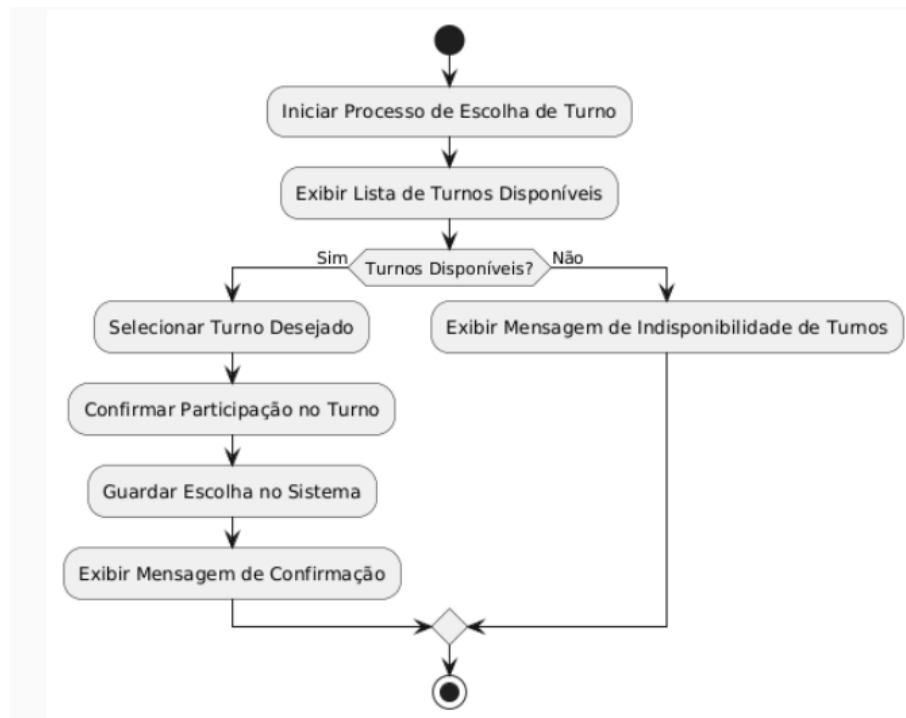 Iniciar Processo de Escolha de Turno
Exibir Lista de Turnos Disponíveis
Sim
Turnos Disponíveis?
Não
Selecionar Turno Desejado
Exibir Mensagem de Indisponibilidade de Turnos
Confirmar Participação no Turno
Guardar Escolha no Sistema
Exibir Mensagem de Confirmação